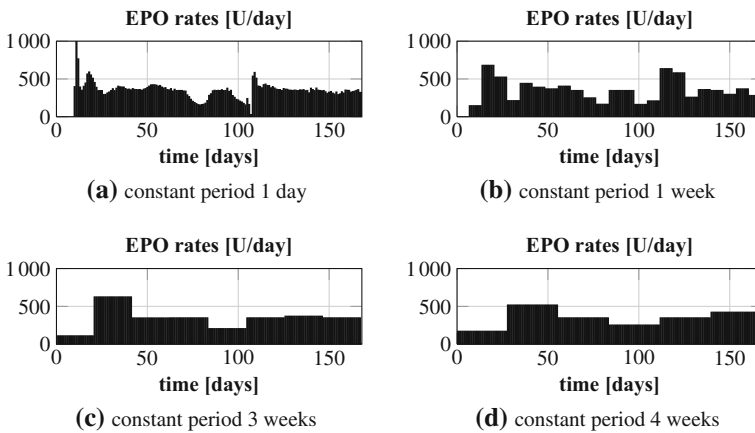 EPO rates [U/day]
1 000
500
0
0
50
100
150
time [days]
(a) constant period 1 day
EPO rates [U/day]
1 000
500
0
0
50
100
150
time [days]
(b) constant period 1 week
EPO rates [U/day]
1 000
500
0
0
50
100
150
time [days]
(c) constant period 3 weeks
EPO rates [U/day]
1 000
500
0
0
50
100
150
time [days]
(d) constant period 4 weeks